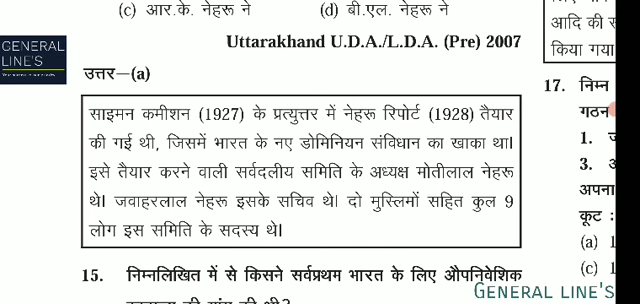 (c) आर.के. नेहरू ने (d) बी.एल. नेहरू ने
Uttarakhand U.D.A./L.D.A. (Pre) 2007
उत्तर—(a)
साइमन कमीशन (1927) के प्रत्युत्तर में नेहरू रिपोर्ट (1928) तैयार
की गई थी, जिसमें भारत के नए डोमिनियन संविधान का खाका था।
इसे तैयार करने वाली सर्वदलीय समिति के अध्यक्ष मोतीलाल नेहरू
थे। जवाहरलाल नेहरू इसके सचिव थे। दो मुस्लिमों सहित कुल 9
लोग इस समिति के सदस्य थे।
15. निम्नलिखित में से किसने सर्वप्रथम भारत के लिए औपनिवेशिक
आदि की
किया गया
17. निम्न
गठन
1.
3.
अपना
कूट :
(a) 1
(c) 1
GENERAL
LINE'S
GENERAL LINE'S